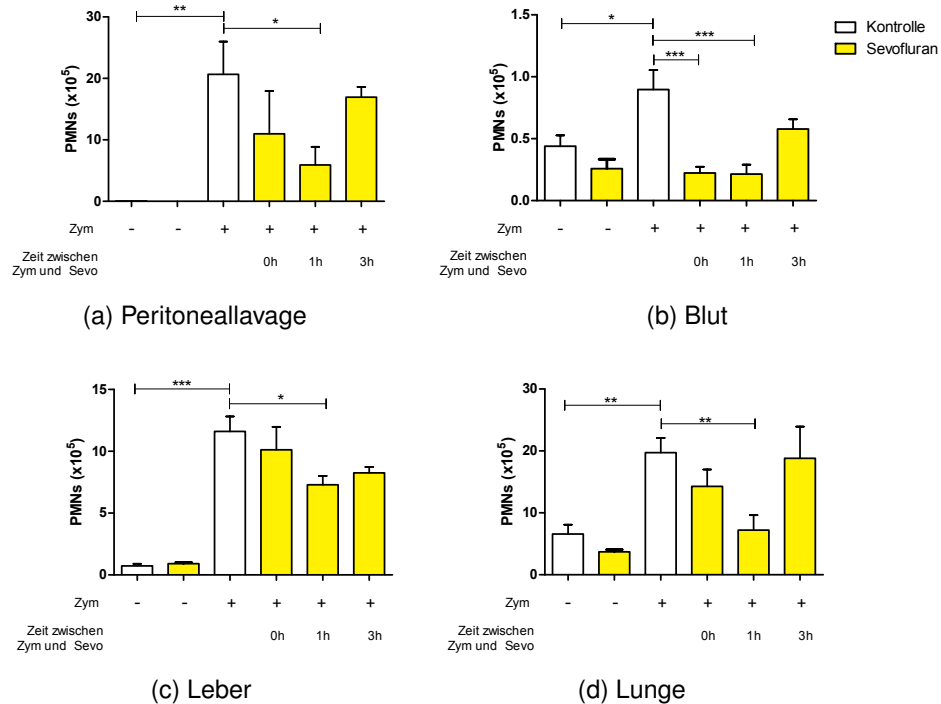 PMNs (x10⁵)
30
20
10
0
**
*
Zym - - + + + +
Zeit zwischen
Zym und Sevo
0h 1h 3h
(a) Peritoneallavage
PMNs (x10⁵)
1.5
1.0
0.5
0.0
*
***
***
Zym - - + + + +
Zeit zwischen
Zym und Sevo
0h 1h 3h
(b) Blut
Kontrolle
Sevofluran
PMNs (x10⁵)
15
10
5
0
***
*
Zym - - + + + +
Zeit zwischen
Zym und Sevo
0h 1h 3h
(c) Leber
PMNs (x10⁵)
30
20
10
0
**
**
Zym - - + + + +
Zeit zwischen
Zym und Sevo
0h 1h 3h
(d) Lunge